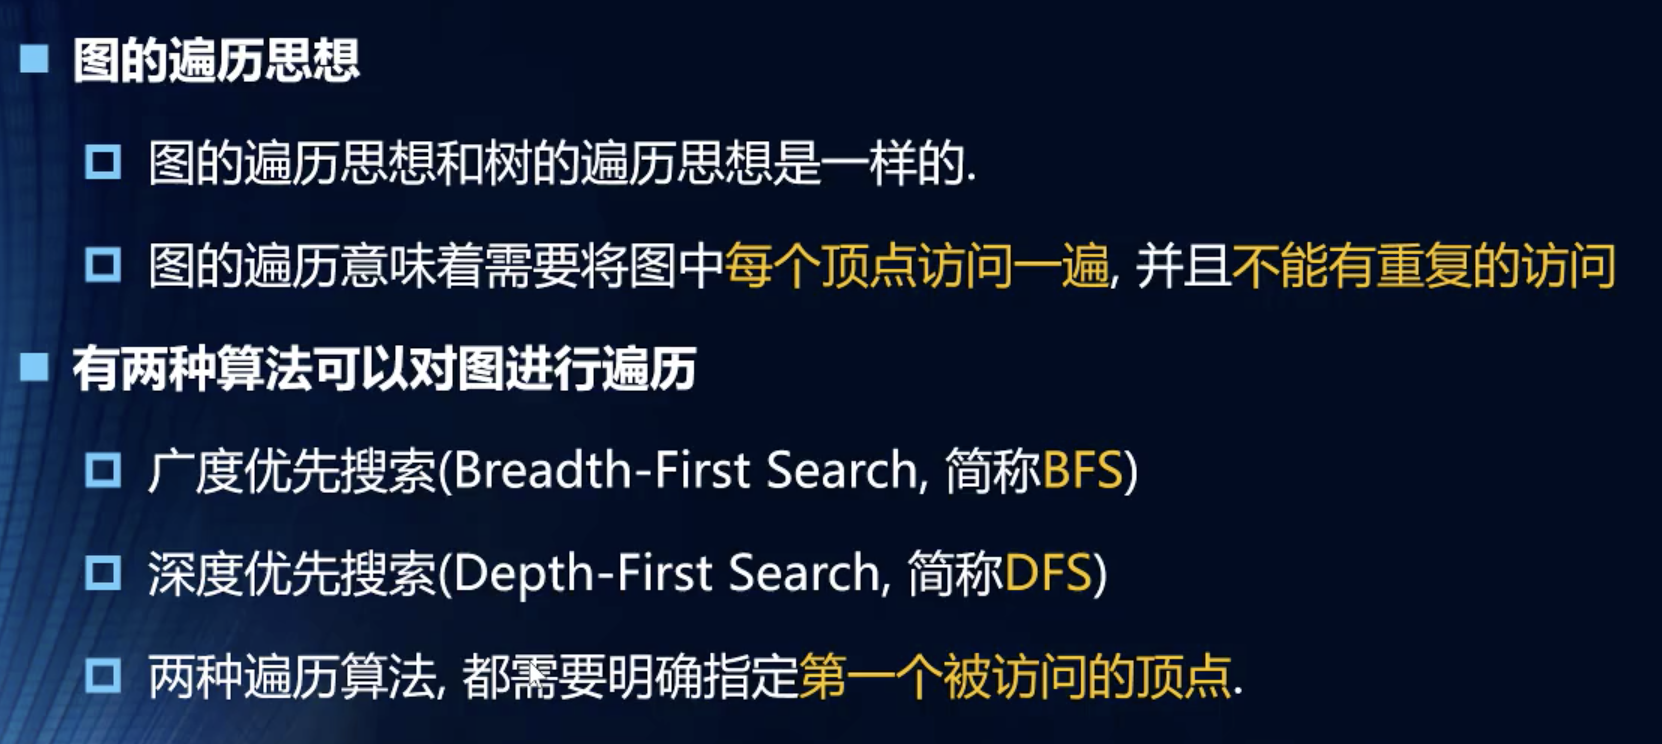 图的遍历思想
图的遍历思想和树的遍历思想是一样的.
图的遍历意味着需要将图中每个顶点访问一遍, 并且不能有重复的访问
有两种算法可以对图进行遍历
广度优先搜索(Breadth-First Search, 简称BFS)
深度优先搜索(Depth-First Search, 简称DFS)
两种遍历算法, 都需要明确指定第一个被访问的顶点.